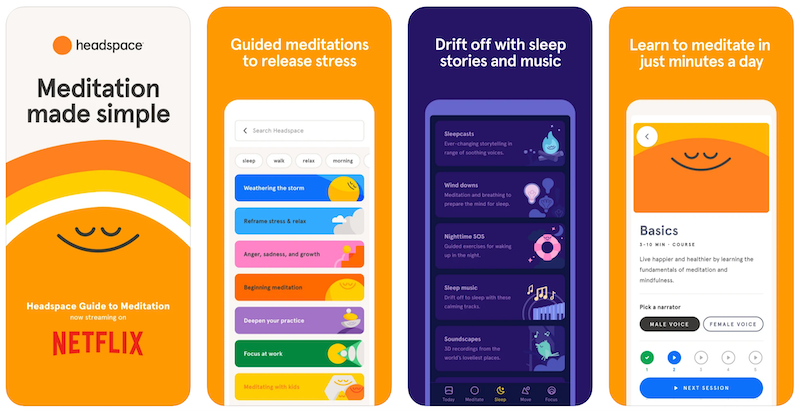 headspace
Meditation
made simple
Headspace Guide to Meditation
now streaming on
NETFLIX
Guided meditations
to release stress
Search Headspace
sleep
walk
relax
morning
Weathering the storm
Reframe stress & relax
Anger, sadness, and growth
Beginning meditation
Deepen your practice
Focus at work
Meditating with kids
Drift off with sleep
stories and music
Sleepcasts
Ever-changing storytelling in
range of soothing voices.
Wind downs
Meditation and breathing to
prepare the mind for sleep.
Nighttime SOS
Guided exercises for waking
up in the night.
Sleep music
Drift off to sleep with these
calming tracks.
Soundscapes
3D recordings from the
world's loveliest places.
Today
Meditate
Sleep
Move
Focus
Learn to meditate in
just minutes a day
Basics
3-10 MIN · COURSE
Live happier and healthier by learning the
fundamentals of meditation and
mindfulness.
Pick a narrator
MALE VOICE
FEMALE VOICE
1 2 3 4 5
NEXT SESSION